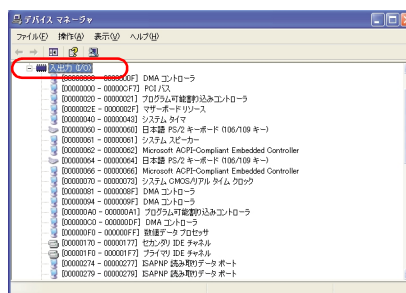 デバイス マネージャ
ファイル(F) 操作(A) 表示(V) ヘルプ(H)
入出力 (I/O)
[00000000 - 0000000F] DMA コントローラ
[00000000 - 00000CF7] PCI バス
[00000020 - 00000021] プログラム可能割り込みコントローラ
[0000002E - 0000002F] マザーボード リソース
[00000040 - 00000043] システム タイマ
[00000060 - 00000060] 日本語 PS/2 キーボード (106/109 キー)
[00000061 - 00000061] システム スピーカー
[00000062 - 00000062] Microsoft ACPI-Compliant Embedded Controller
[00000064 - 00000064] 日本語 PS/2 キーボード (106/109 キー)
[00000066 - 00000066] Microsoft ACPI-Compliant Embedded Controller
[00000070 - 00000073] システム CMOS/リアル タイム クロック
[00000081 - 0000008F] DMA コントローラ
[00000094 - 0000009F] DMA コントローラ
[000000A0 - 000000A1] プログラム可能割り込みコントローラ
[000000C0 - 000000DF] DMA コントローラ
[000000F0 - 000000FF] 数値データ プロセッサ
[00000170 - 00000177] セカンダリ IDE チャネル
[000001F0 - 000001F7] プライマリ IDE チャネル
[00000274 - 00000277] ISAPNP 読み取りデータ ポート
[00000279 - 00000279] ISAPNP 読み取りデータ ポート